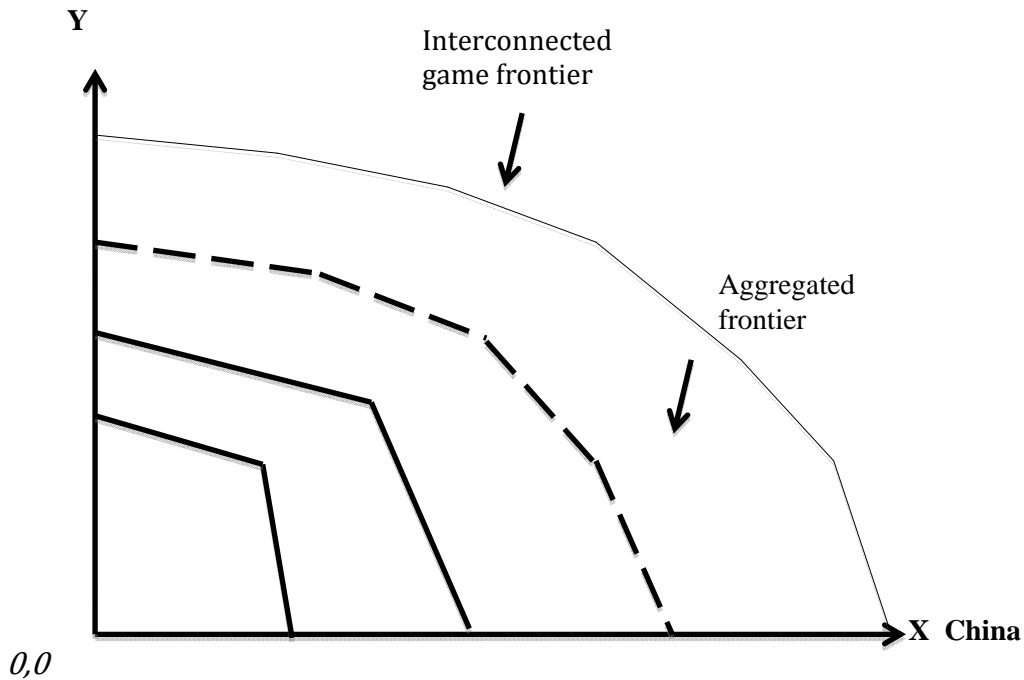 Y
Interconnected
game frontier
Aggregated
frontier
X China
0,0